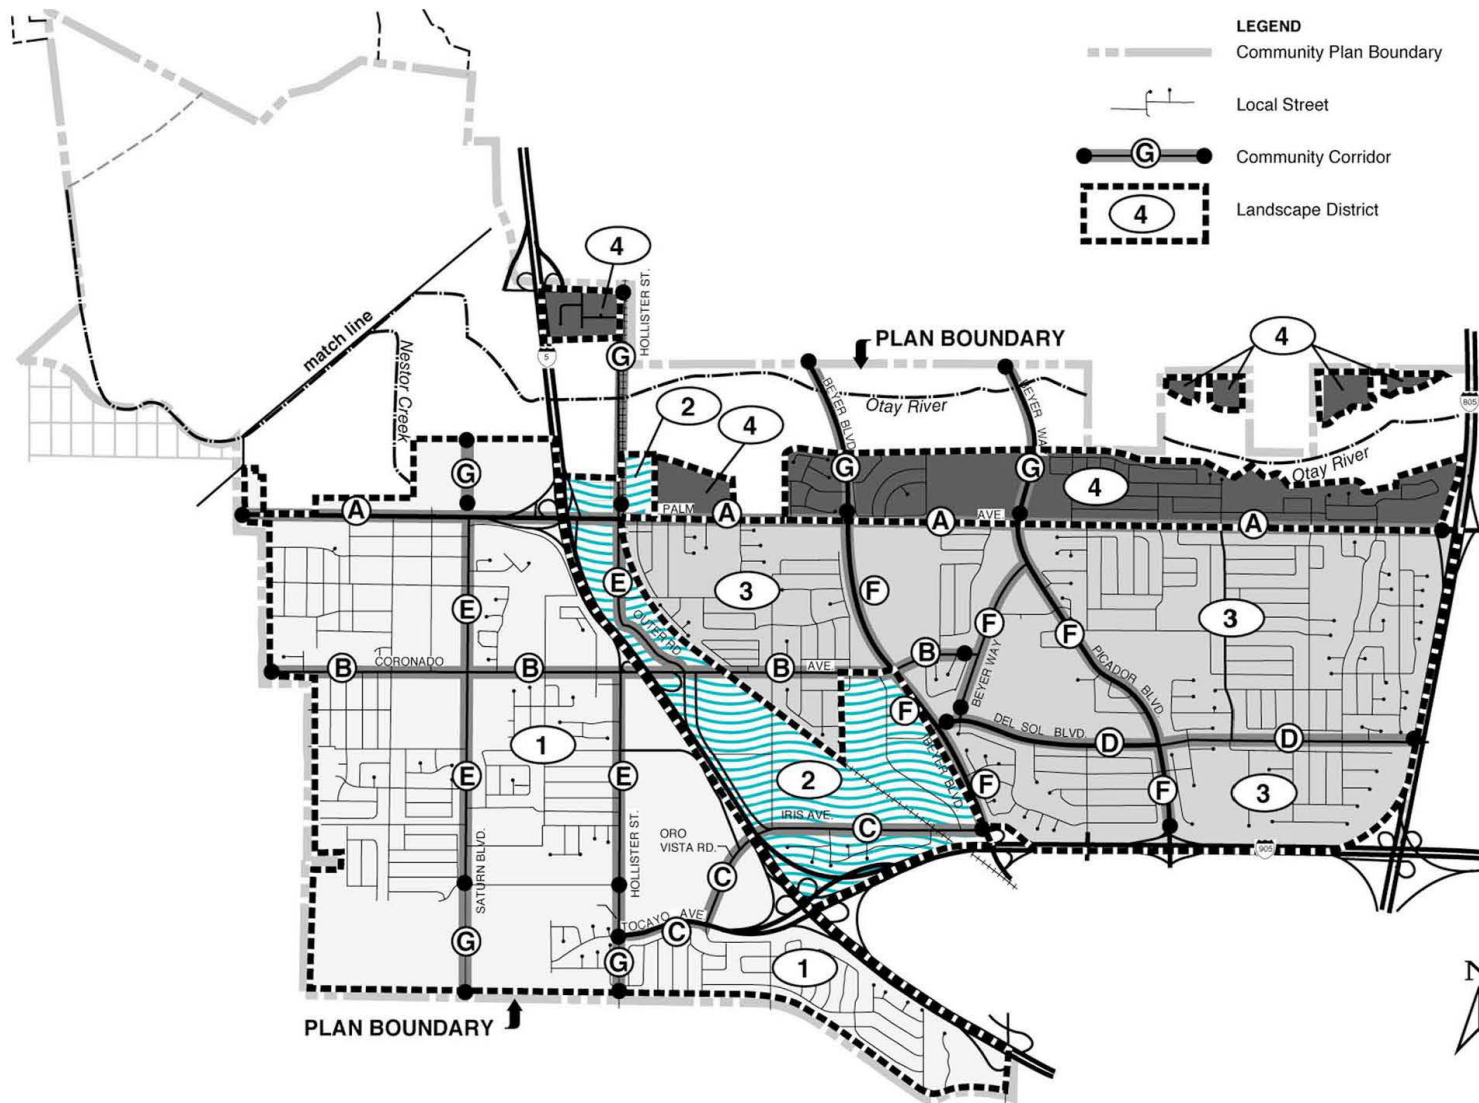 LEGEND
Community Plan Boundary
Local Street
G
Community Corridor
4
Landscape District
4
HOLLISTER ST.
match line
5
G
PLAN BOUNDARY
4
Nestor Creek
2
4
BEYER BLVD.
Otay River
BEYER WA
805
G
G
G
4
Otay River
A
PALM
A
A
AVE.
A
E
E
3
F
F
F
3
OUTER RD
B
CORONADO
B
B
AVE.
B
BEYER WAY
PICADOR BLVD
F
DEL SOL BLVD.
D
D
1
E
E
2
BEYER BLVD.
F
F
3
IRIS AVE.
C
ORO
VISTA RD.
905
SATURN BLVD.
HOLLISTER ST.
C
TOCAYO AVE.
C
G
G
1
N
PLAN BOUNDARY